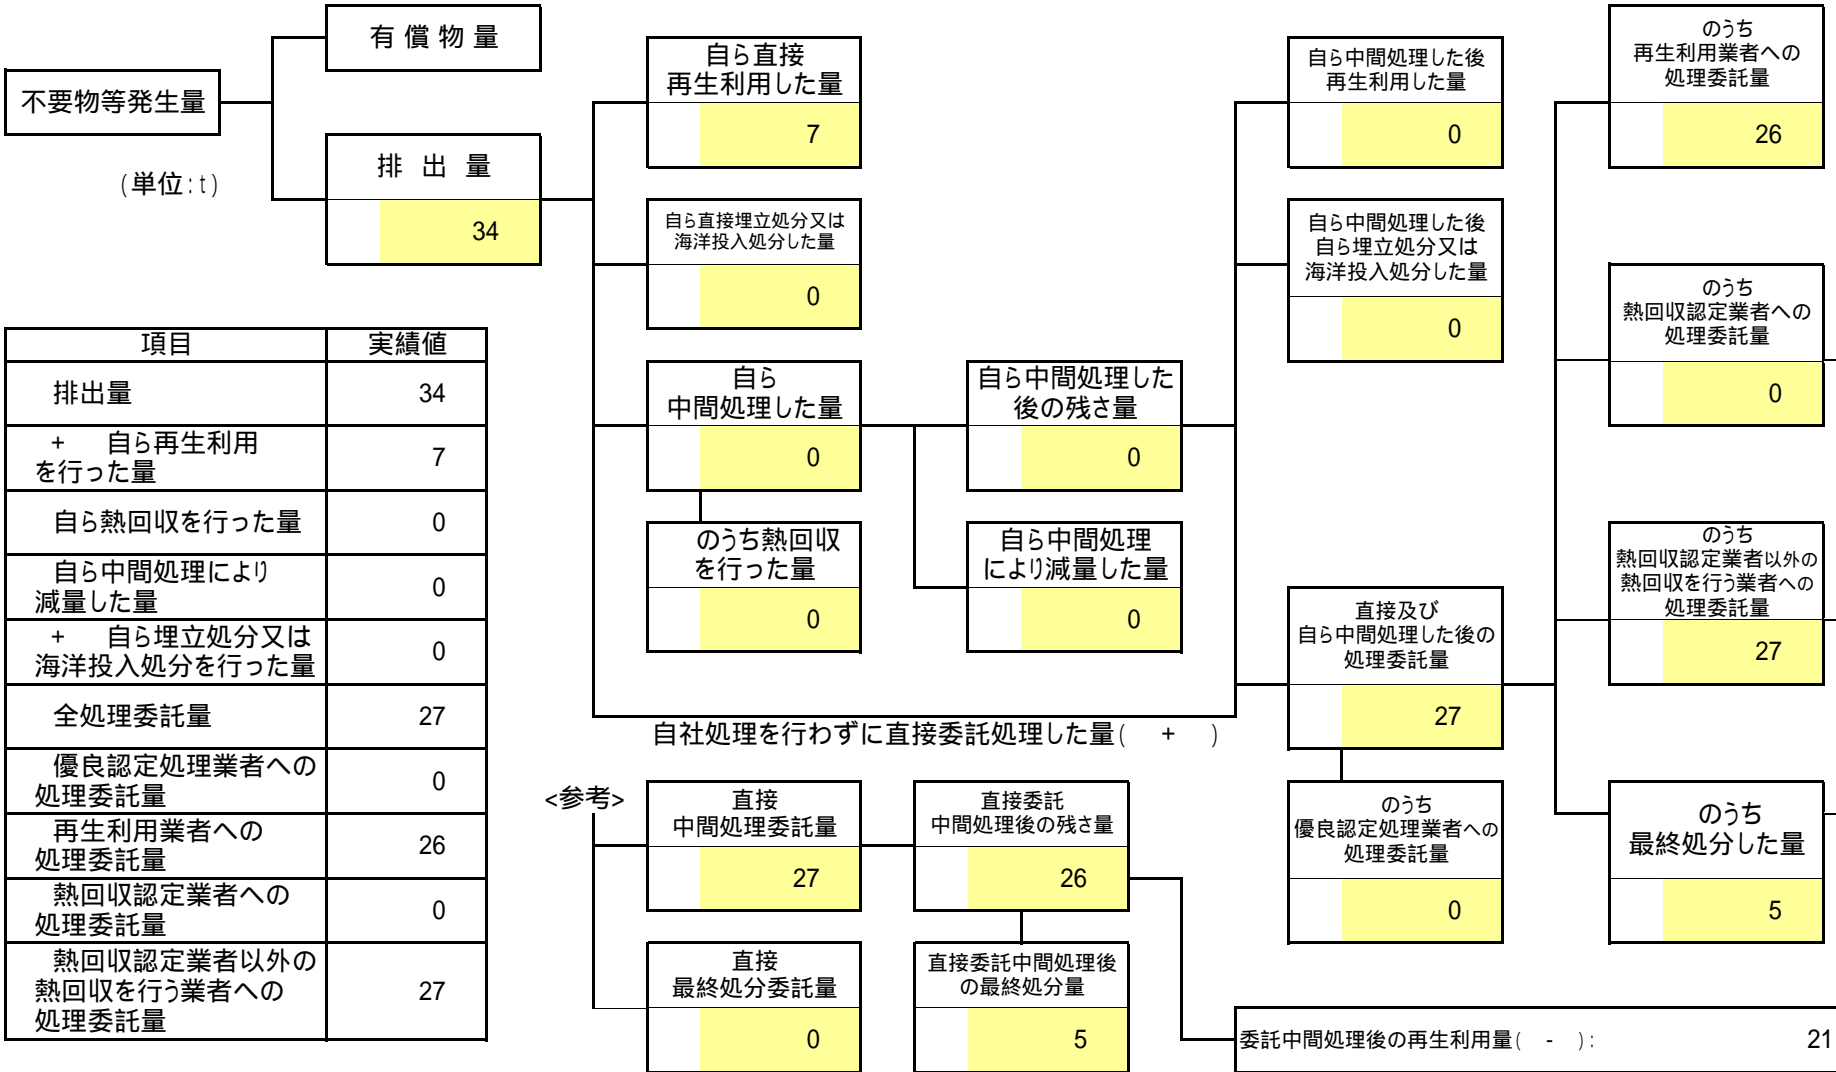 不要物等発生量
(単位:t)
有 償 物 量
排 出 量
34
自ら直接
再生利用した量
7
自ら直接埋立処分又は
海洋投入処分した量
0
自ら
中間処理した量
0
のうち熱回収
を行った量
0
自ら中間処理した
後の残さ量
0
自ら中間処理
により減量した量
0
自ら中間処理した後
再生利用した量
0
自ら中間処理した後
自ら埋立処分又は
海洋投入処分した量
0
直接及び
自ら中間処理した後の
処理委託量
27
のうち
優良認定処理業者への
処理委託量
0
のうち
再生利用業者への
処理委託量
26
のうち
熱回収認定業者への
処理委託量
0
のうち
熱回収認定業者以外の
熱回収を行う業者への
処理委託量
27
のうち
最終処分した量
5
自社処理を行わずに直接委託処理した量( + )
項目 実績値
排出量 34
+ 自ら再生利用
を行った量 7
自ら熱回収を行った量 0
自ら中間処理により
減量した量 0
+ 自ら埋立処分又は
海洋投入処分を行った量 0
全処理委託量 27
優良認定処理業者への
処理委託量 0
再生利用業者への
処理委託量 26
熱回収認定業者への
処理委託量 0
熱回収認定業者以外の
熱回収を行う業者への
処理委託量 27
<参考>
直接
中間処理委託量
27
直接
最終処分委託量
0
直接委託
中間処理後の残さ量
26
直接委託中間処理後
の最終処分量
5
委託中間処理後の再生利用量( - ): 21